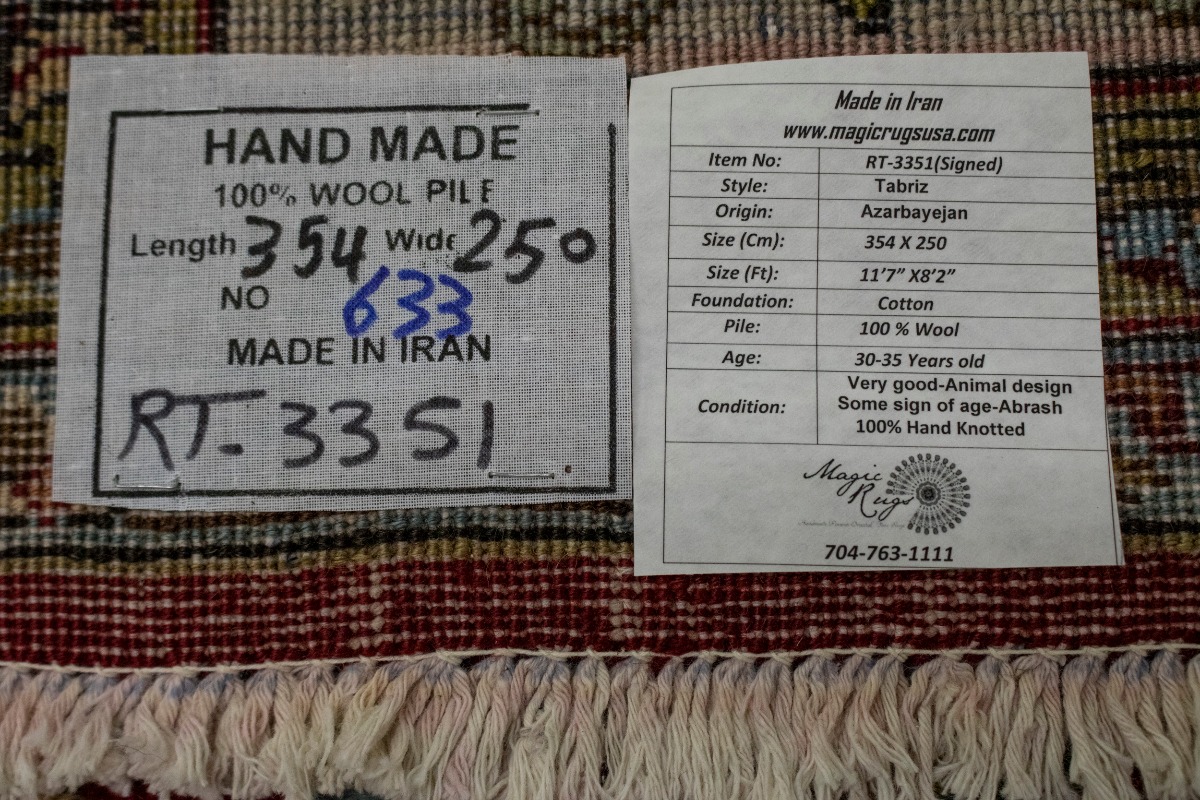 HAND MADE
100% WOOL PILE
Length 354 Wide 250
NO 633
MADE IN IRAN
RT-3351
Made in Iran
www.magicrugsusa.com
Item No: RT-3351(Signed)
Style: Tabriz
Origin: Azarbayejan
Size (Cm): 354 X 250
Size (Ft): 11'7" X8'2"
Foundation: Cotton
Pile: 100 % Wool
Age: 30-35 Years old
Condition: Very good-Animal design
Some sign of age-Abrash
100% Hand Knotted
Magic
Rugs
704-763-1111